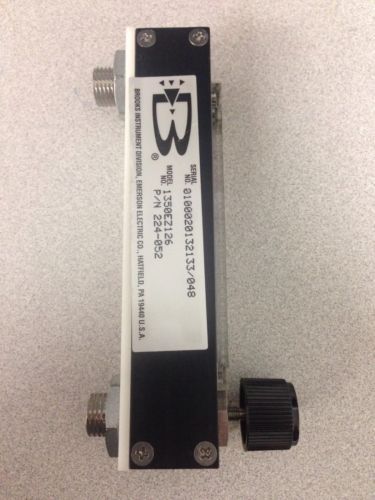 B
®
SERIAL NO. 0100020132133/048
MODEL NO. 1350EZ126
P/N 224-052
BROOKS INSTRUMENT DIVISION, EMERSON ELECTRIC CO., HATFIELD, PA 19440 U.S.A.